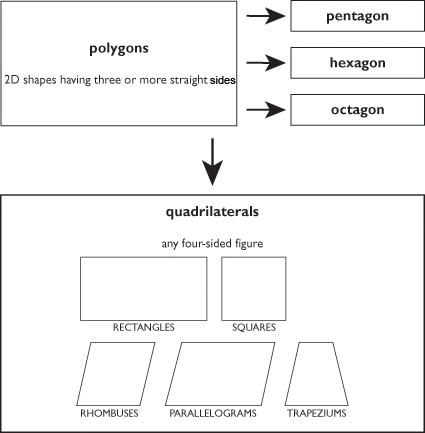 polygons
2D shapes having three or more straight sides
pentagon
hexagon
octagon
quadrilaterals
any four-sided figure
RECTANGLES
SQUARES
RHOMBUSES
PARALLELOGRAMS
TRAPEZIUMS